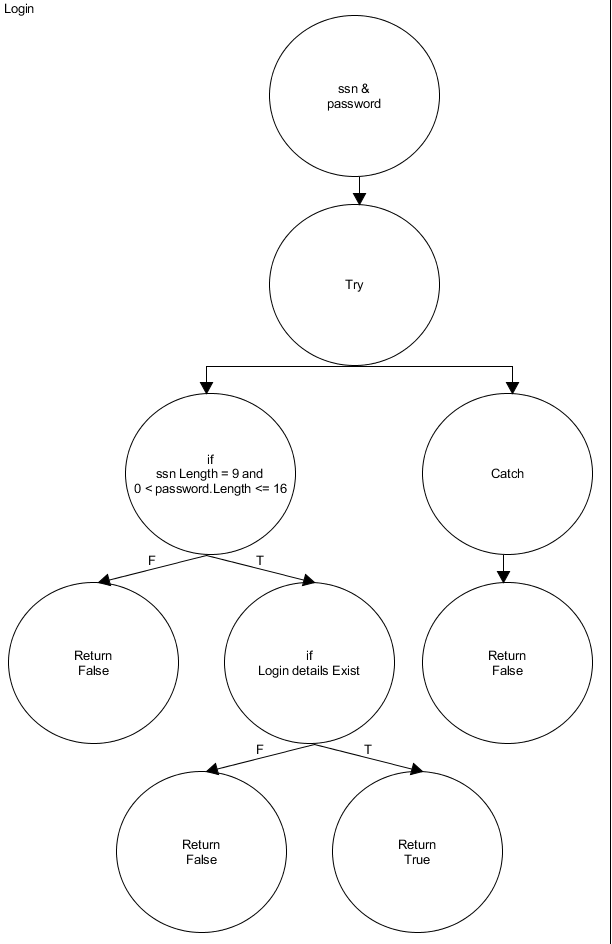 Login
ssn &
password
Try
if
ssn Length = 9 and
0 < password.Length <= 16
Catch
F
T
Return
False
if
Login details Exist
Return
False
F
T
Return
False
Return
True